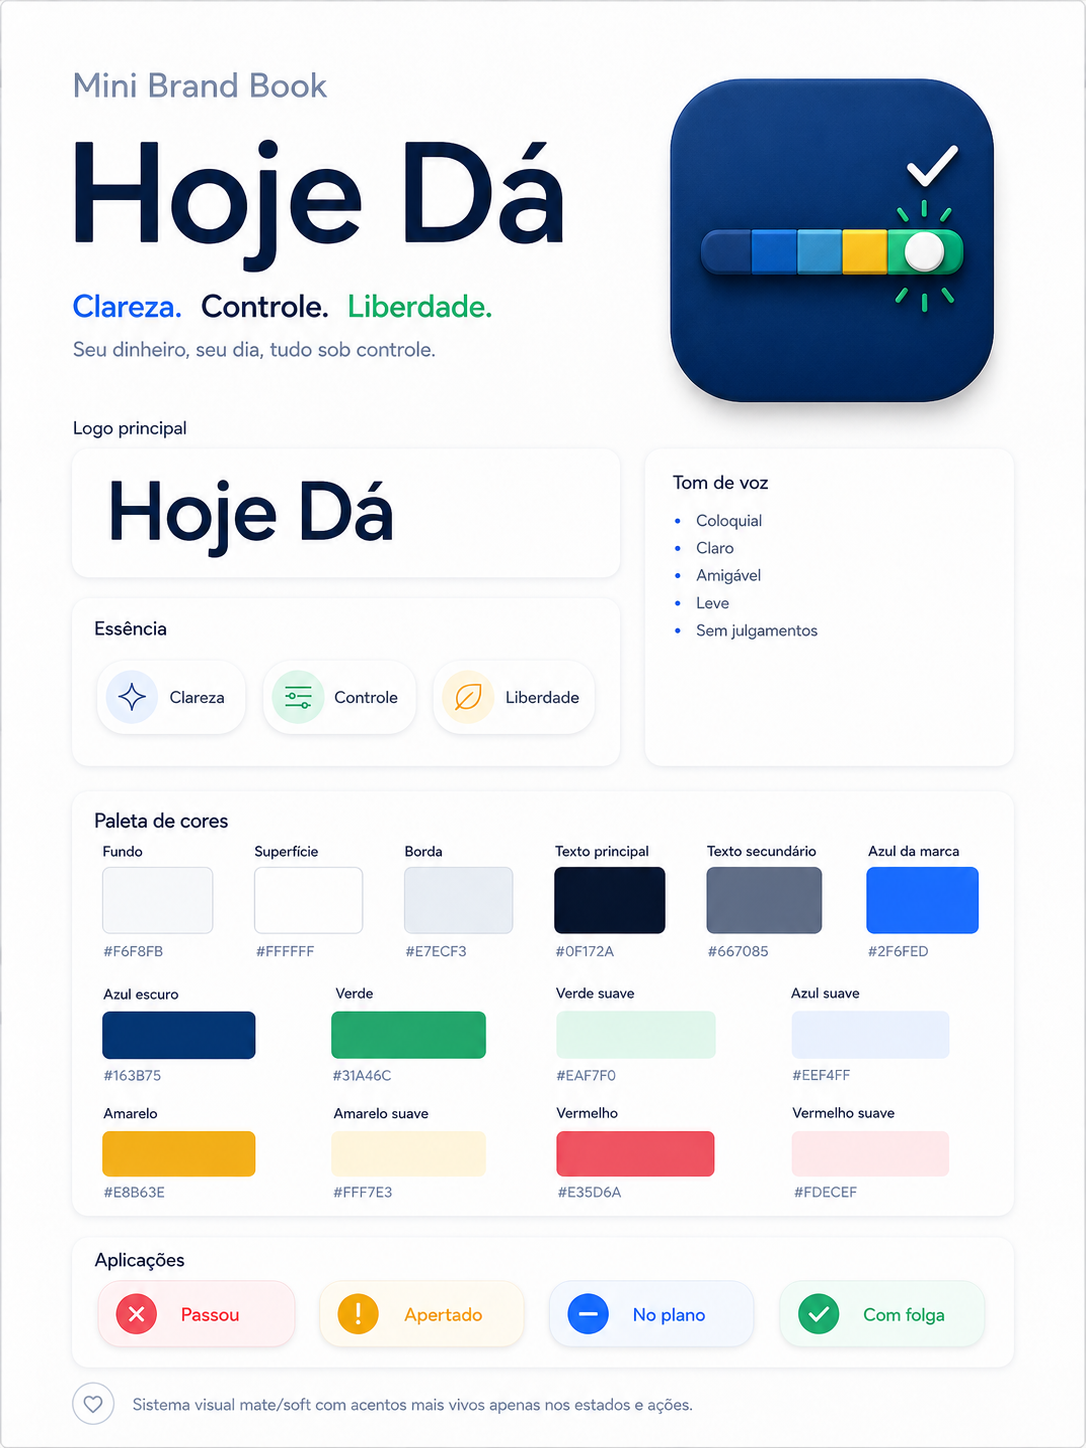 Mini Brand Book
Hoje Dá
Clareza. Controle. Liberdade.
Seu dinheiro, seu dia, tudo sob controle.
Logo principal
Hoje Dá
Tom de voz
• Coloquial
• Claro
• Amigável
• Leve
• Sem julgamentos
Essência
Clareza Controle Liberdade
Paleta de cores
Fundo Superfície Borda Texto principal Texto secundário Azul da marca
#F6F8FB #FFFFFF #E7ECF3 #0F172A #667085 #2F6FED
Azul escuro Verde Verde suave Azul suave
#163B75 #31A46C #EAF7F0 #EEF4FF
Amarelo Amarelo suave Vermelho Vermelho suave
#E8B63E #FFF7E3 #E35D6A #FDECEF
Aplicações
Passou Apertado No plano Com folga
Sistema visual mate/soft com acentos mais vivos apenas nos estados e ações.